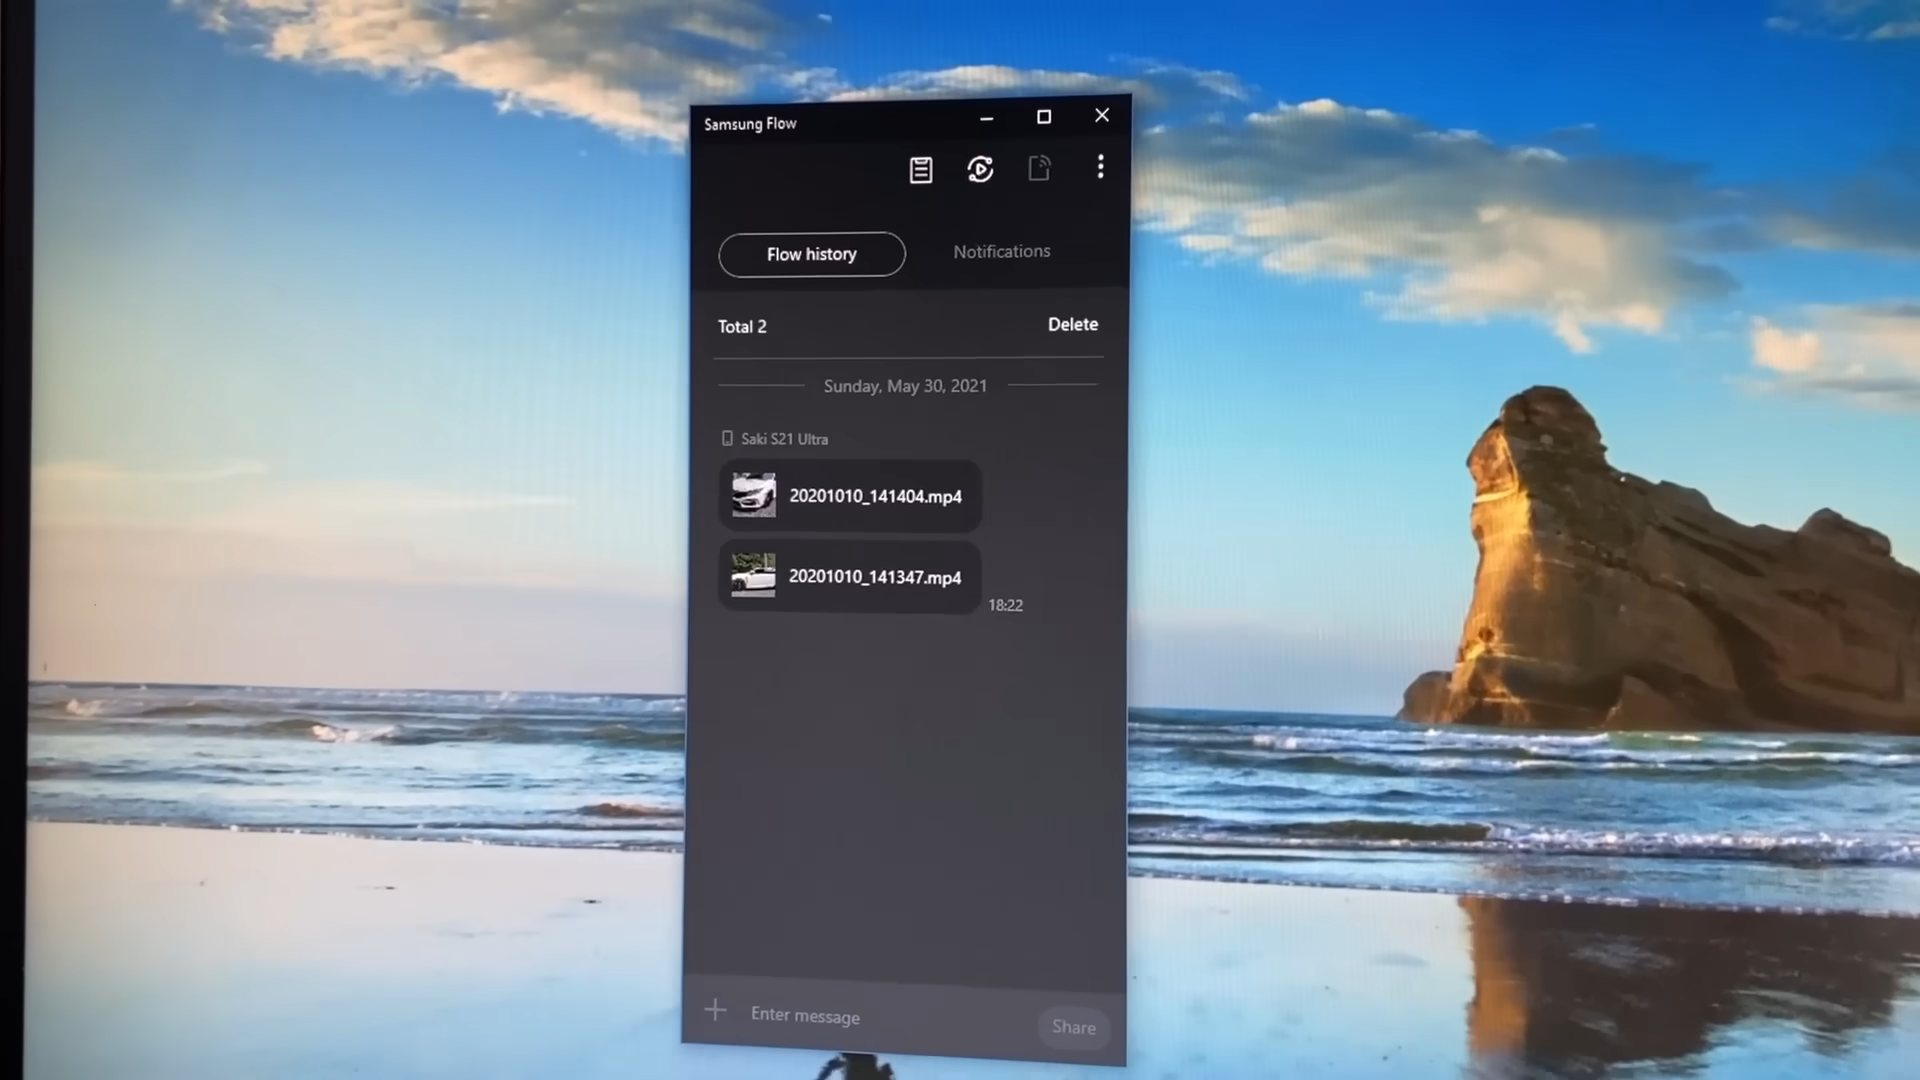 Samsung Flow
Flow history
Notifications
Total 2
Delete
Sunday, May 30, 2021
Saki S21 Ultra
20201010_141404.mp4
20201010_141347.mp4
18:22
Enter message
Share